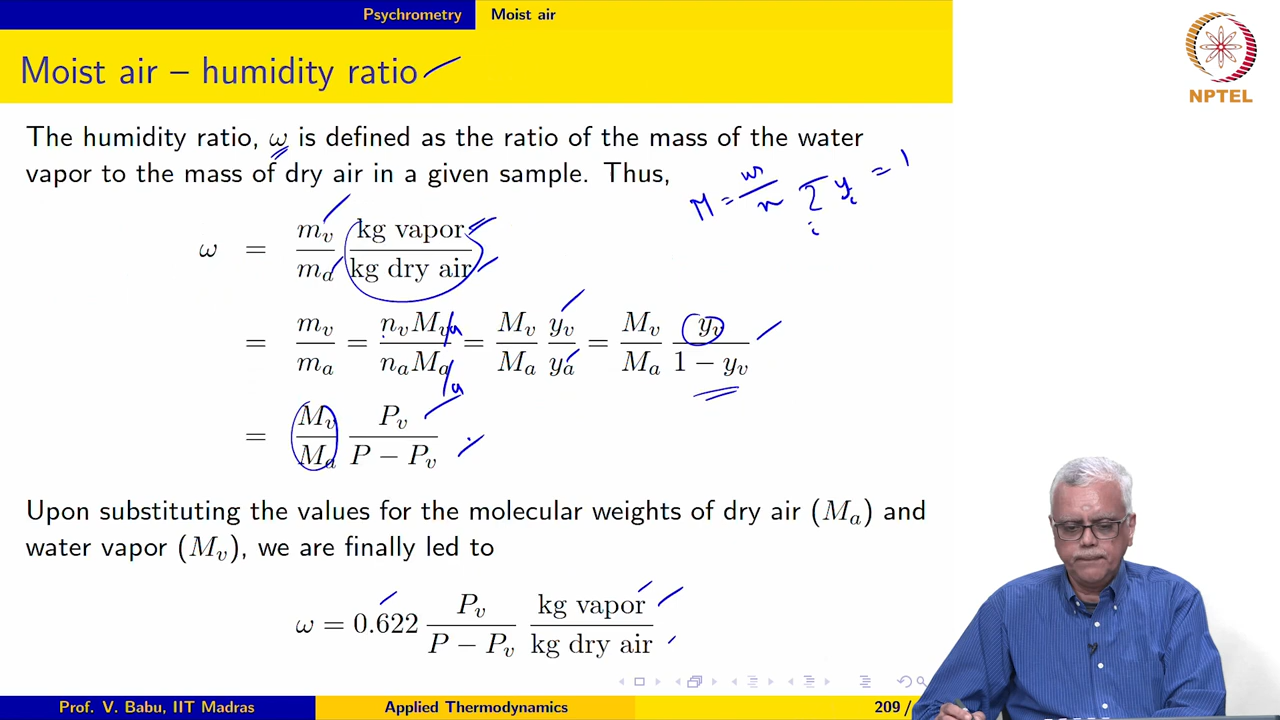 Psychrometry Moist air
Moist air – humidity ratio
NPTEL
The humidity ratio, ω is defined as the ratio of the mass of the water
vapor to the mass of dry air in a given sample. Thus,
M = m/n ∑_i y_i = 1
ω = m_v/m_d kg vapor/kg dry air
= m_v/m_a = n_v M_v/n_a M_a = M_v/M_a y_v/y_a = M_v/M_a y_v/1 − y_v
/n
/n
= M_v/M_a P_v/P − P_v
Upon substituting the values for the molecular weights of dry air (M_a) and
water vapor (M_v), we are finally led to
ω = 0.622 P_v/P − P_v kg vapor/kg dry air
Prof. V. Babu, IIT Madras Applied Thermodynamics 209/